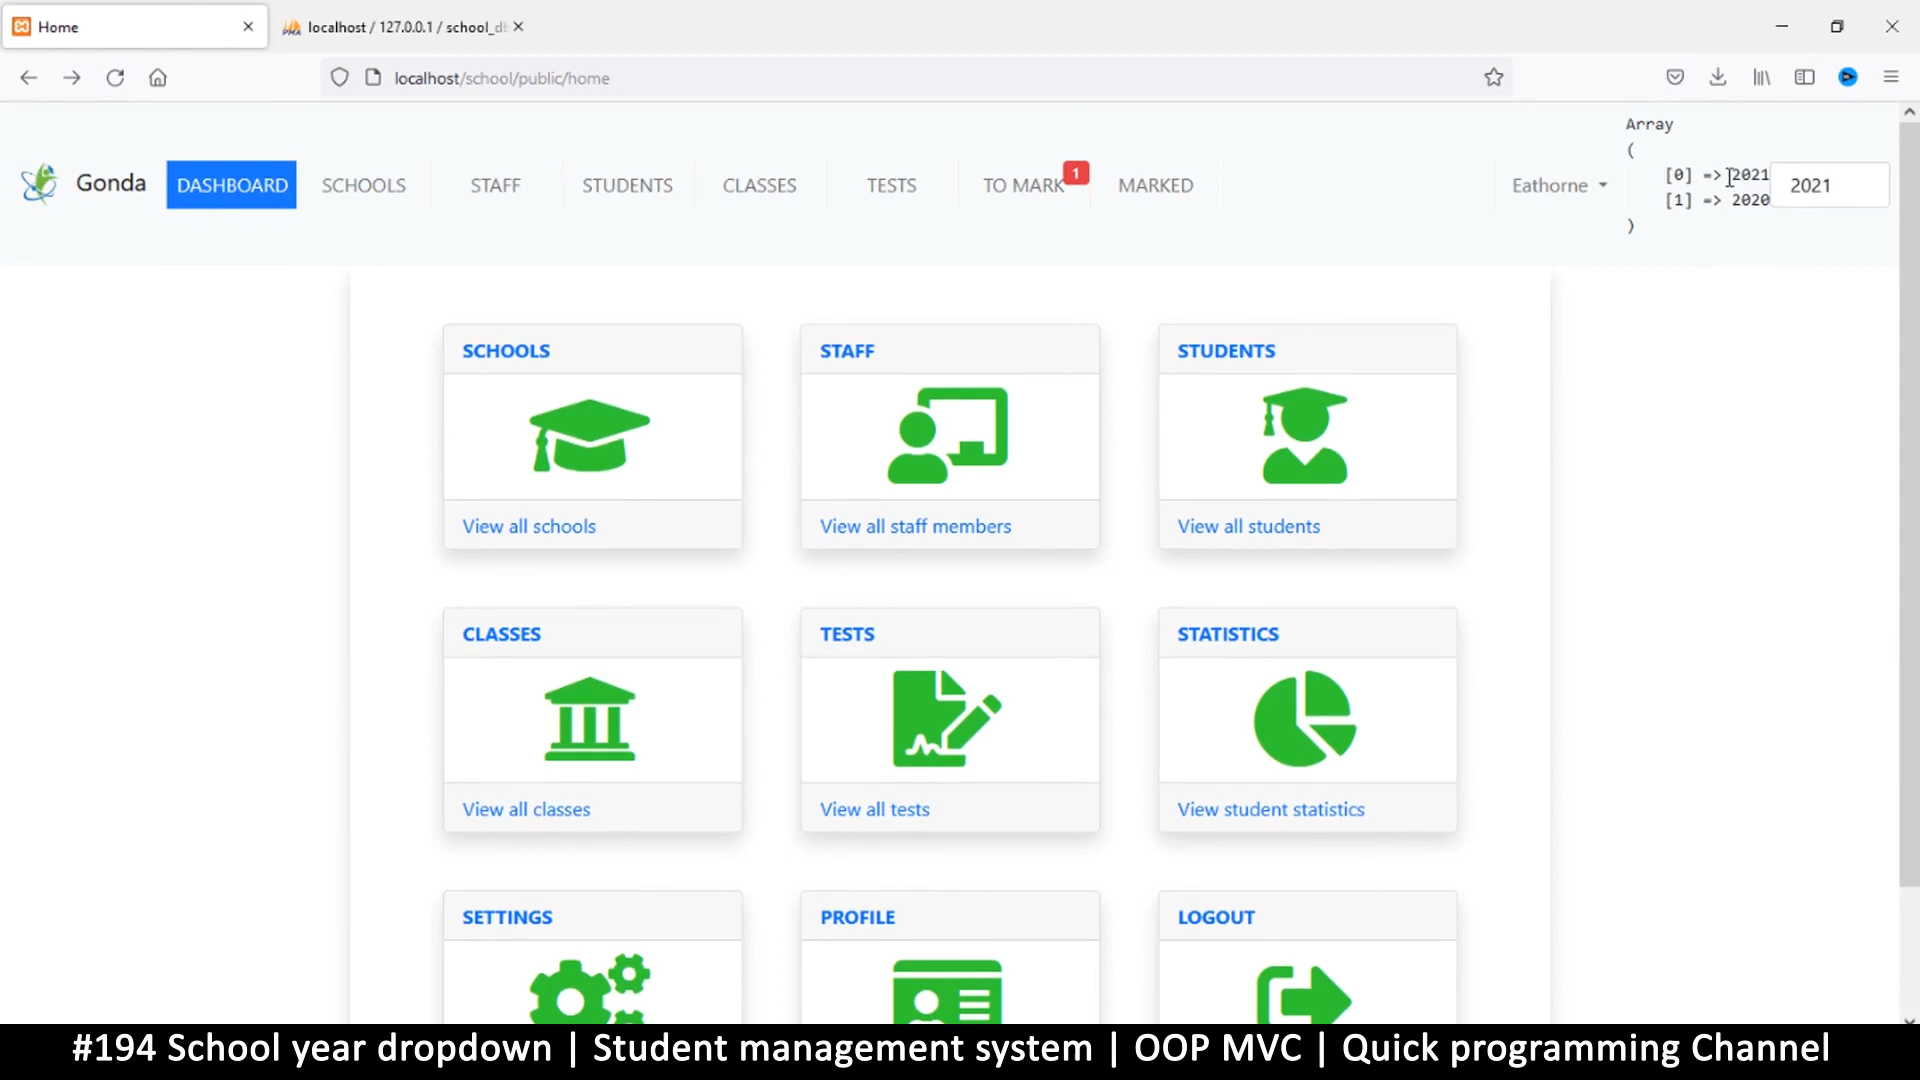 Home
localhost / 127.0.0.1 / school_db
localhost/school/public/home
Gonda
DASHBOARD
SCHOOLS
STAFF
STUDENTS
CLASSES
TESTS
TO MARK
1
MARKED
Eathorne
Array
(
[0] => 2021
[1] => 2020
)
2021
SCHOOLS
STAFF
STUDENTS
View all schools
View all staff members
View all students
CLASSES
TESTS
STATISTICS
View all classes
View all tests
View student statistics
SETTINGS
PROFILE
LOGOUT
#194 School year dropdown | Student management system | OOP MVC | Quick programming Channel